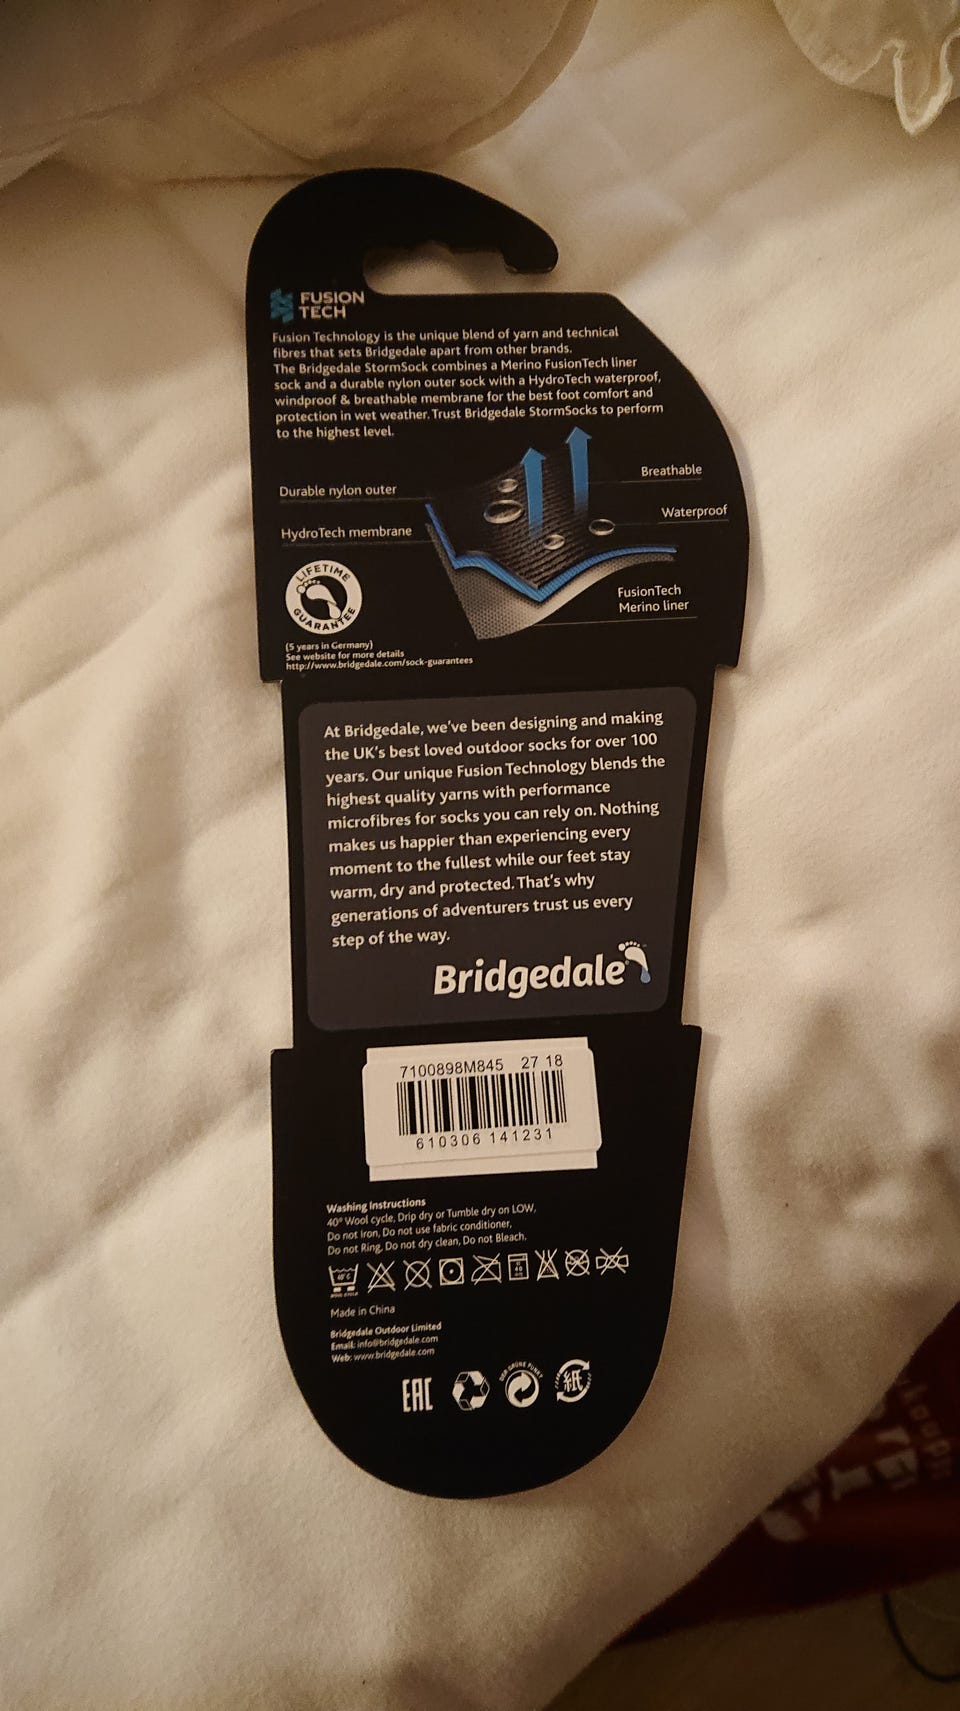 FUSION
TECH
Fusion Technology is the unique blend of yarn and technical
fibres that sets Bridgedale apart from other brands.
The Bridgedale StormSock combines a Merino FusionTech liner
sock and a durable nylon outer sock with a HydroTech waterproof,
windproof & breathable membrane for the best foot comfort and
protection in wet weather. Trust Bridgedale StormSocks to perform
to the highest level.
Breathable
Durable nylon outer
Waterproof
HydroTech membrane
LIFETIME
GUARANTEE
FusionTech
Merino liner
(5 years in Germany)
See website for more details
http://www.bridgedale.com/sock-guarantees
At Bridgedale, we've been designing and making
the UK's best loved outdoor socks for over 100
years. Our unique Fusion Technology blends the
highest quality yarns with performance
microfibres for socks you can rely on. Nothing
makes us happier than experiencing every
moment to the fullest while our feet stay
warm, dry and protected. That's why
generations of adventurers trust us every
step of the way.
Bridgedale
7100898M845 27 18
610306 141231
Washing Instructions
40° Wool cycle, Drip dry or Tumble dry on LOW,
Do not Iron, Do not use fabric conditioner,
Do not Ring, Do not dry clean, Do not Bleach.
40°C
Made in China
Bridgedale Outdoor Limited
Email: info@bridgedale.com
Web: www.bridgedale.com
EAC
DER GRÜNE PUNKT
紙